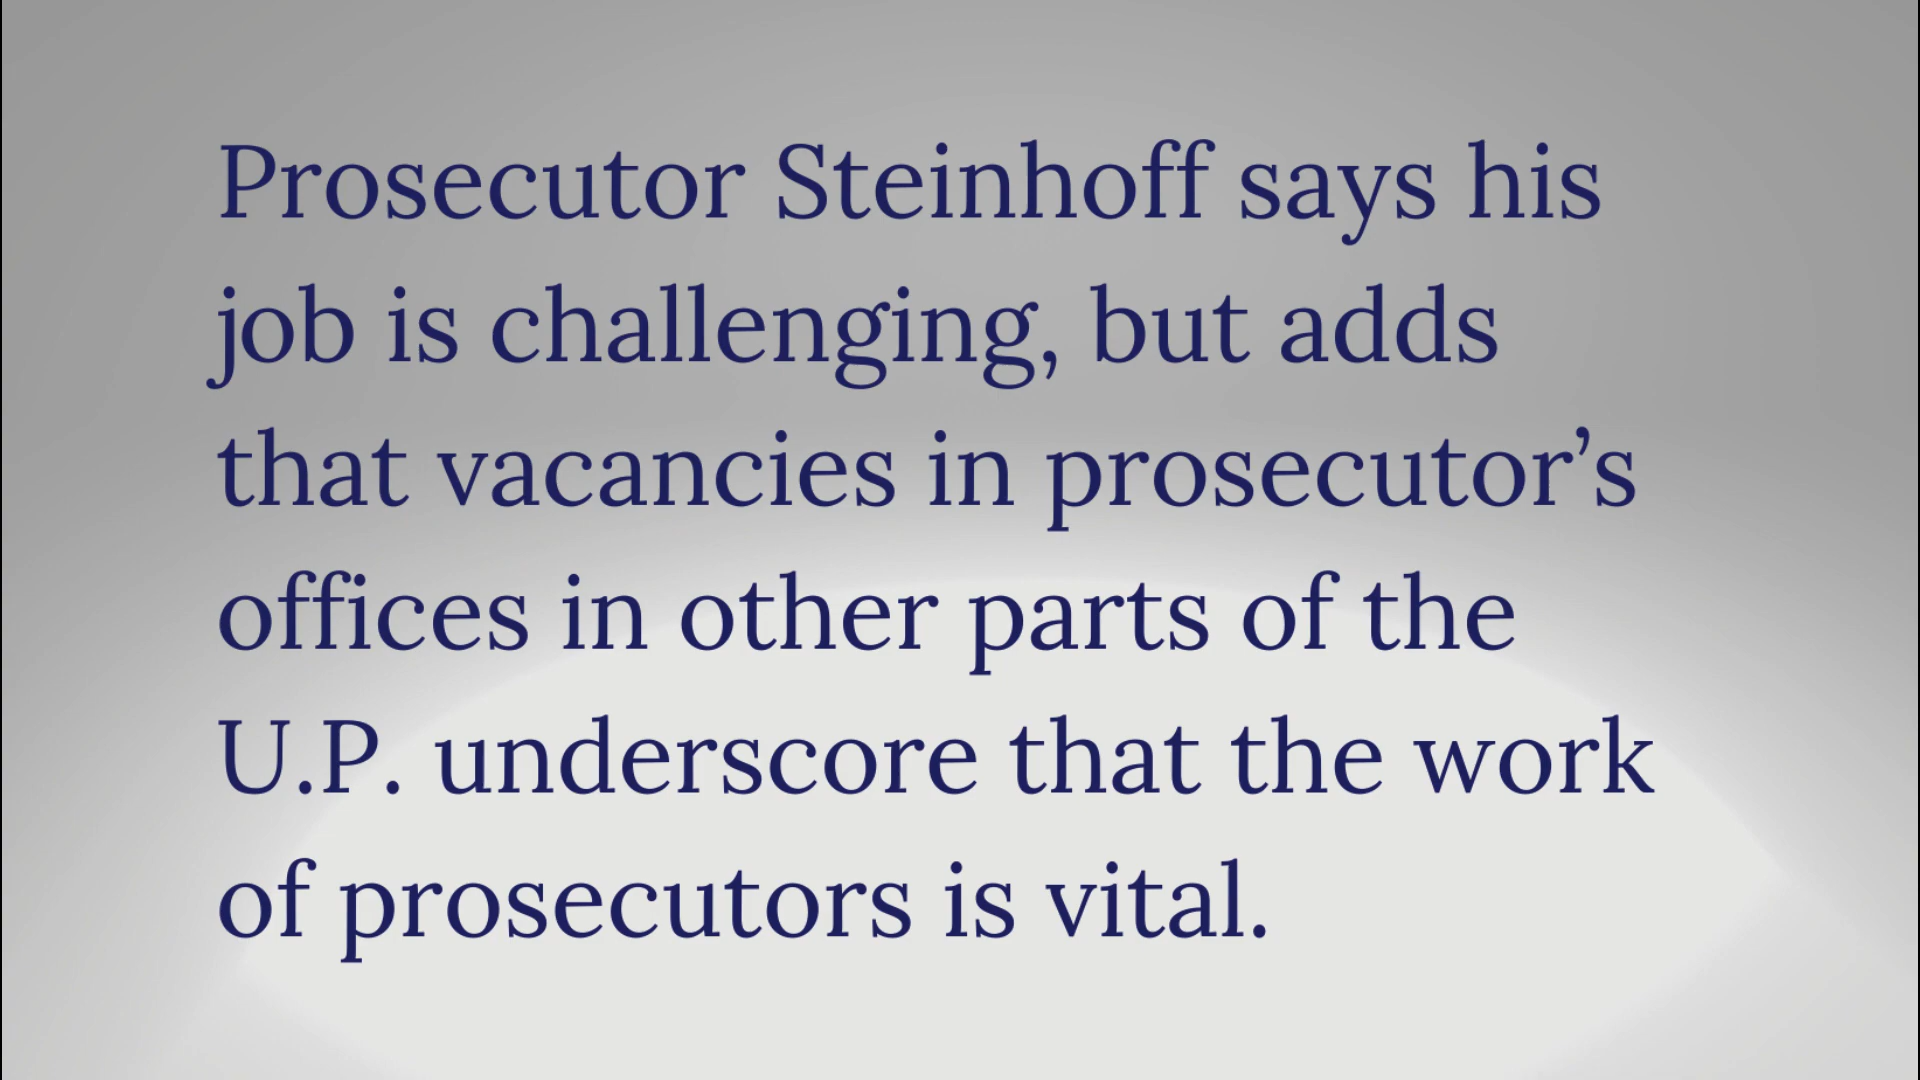 Prosecutor Steinhoff says his
job is challenging, but adds
that vacancies in prosecutor’s
offices in other parts of the
U.P. underscore that the work
of prosecutors is vital.